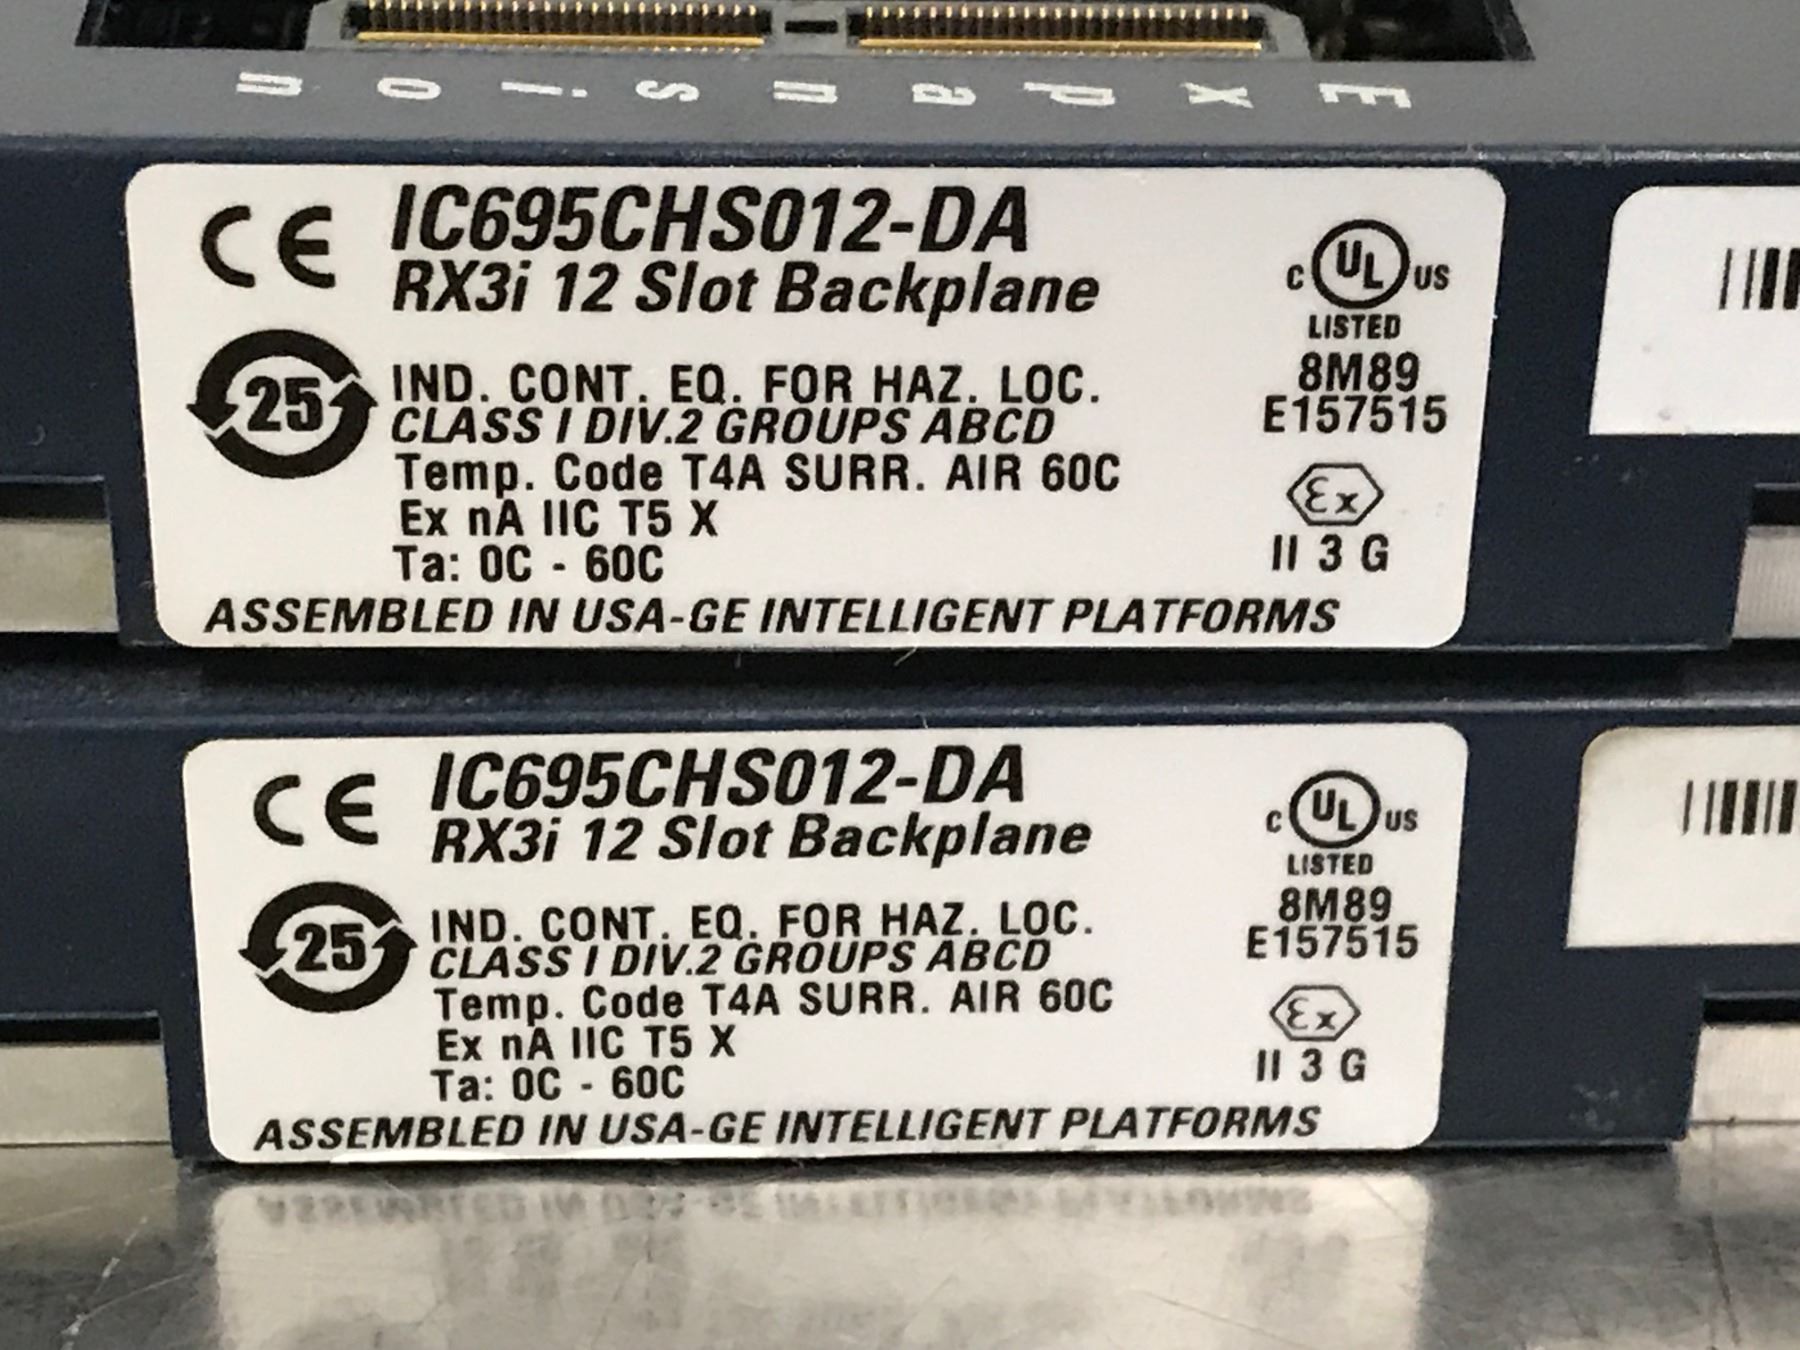 Expansion
CE
IC695CHS012-DA
RX3i 12 Slot Backplane
25
IND. CONT. EQ. FOR HAZ. LOC.
CLASS I DIV.2 GROUPS ABCD
Temp. Code T4A SURR. AIR 60C
Ex nA IIC T5 X
Ta: 0C - 60C
C UL US
LISTED
8M89
E157515
Ex
II 3 G
ASSEMBLED IN USA-GE INTELLIGENT PLATFORMS
CE
IC695CHS012-DA
RX3i 12 Slot Backplane
25
IND. CONT. EQ. FOR HAZ. LOC.
CLASS I DIV.2 GROUPS ABCD
Temp. Code T4A SURR. AIR 60C
Ex nA IIC T5 X
Ta: 0C - 60C
C UL US
LISTED
8M89
E157515
Ex
II 3 G
ASSEMBLED IN USA-GE INTELLIGENT PLATFORMS